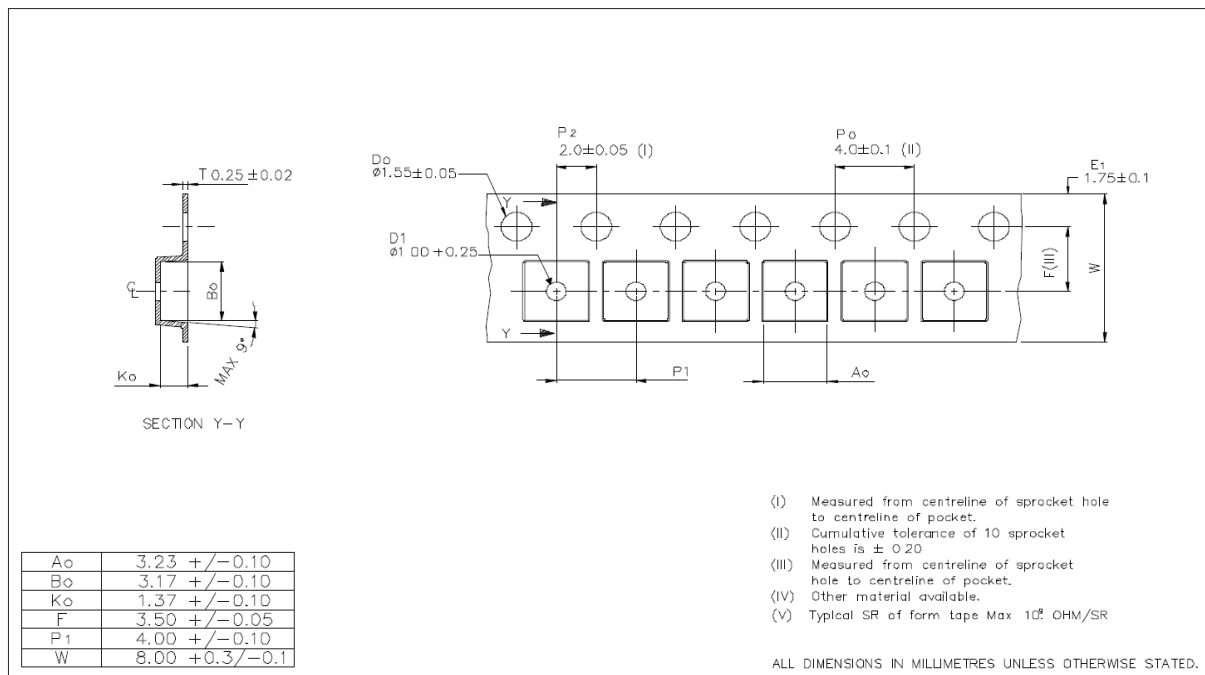 P2
2.0±0.05 (I)
Po
4.0±0.1 (II)
E1
1.75±0.1
Do
ø1.55±0.05
T 0.25±0.02
Y
D1
ø1.00+0.25
F(III)
W
Bo
Y
MAX 9°
Ko
P1
Ao
SECTION Y-Y
(I) Measured from centreline of sprocket hole
to centreline of pocket.
(II) Cumulative tolerance of 10 sprocket
holes is ± 0.20
(III) Measured from centreline of sprocket
hole to centreline of pocket.
(IV) Other material available.
(V) Typical SR of form tape Max OHM/SR
Ao 3.23 +/-0.10
Bo 3.17 +/-0.10
Ko 1.37 +/-0.10
F 3.50 +/-0.05
P1 4.00 +/-0.10
W 8.00 +0.3/-0.1
ALL DIMENSIONS IN MILLIMETRES UNLESS OTHERWISE STATED.